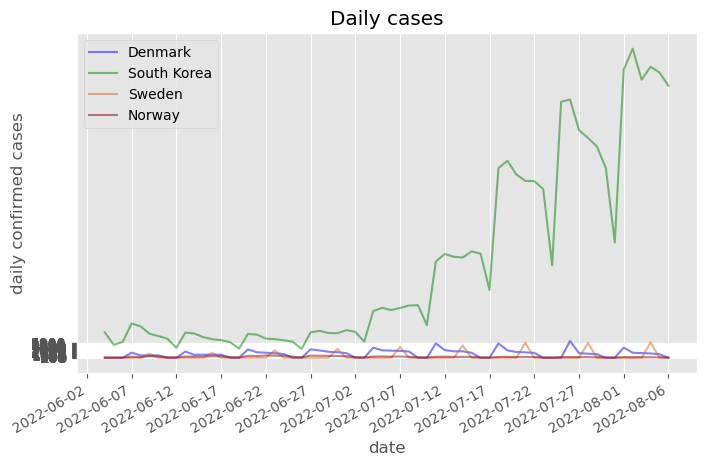 Daily cases
Denmark
South Korea
Sweden
Norway
daily confirmed cases
2022-06-02
2022-06-07
2022-06-12
2022-06-17
2022-06-22
2022-06-27
2022-07-02
2022-07-07
2022-07-12
2022-07-17
2022-07-22
2022-07-27
2022-08-01
2022-08-06
date